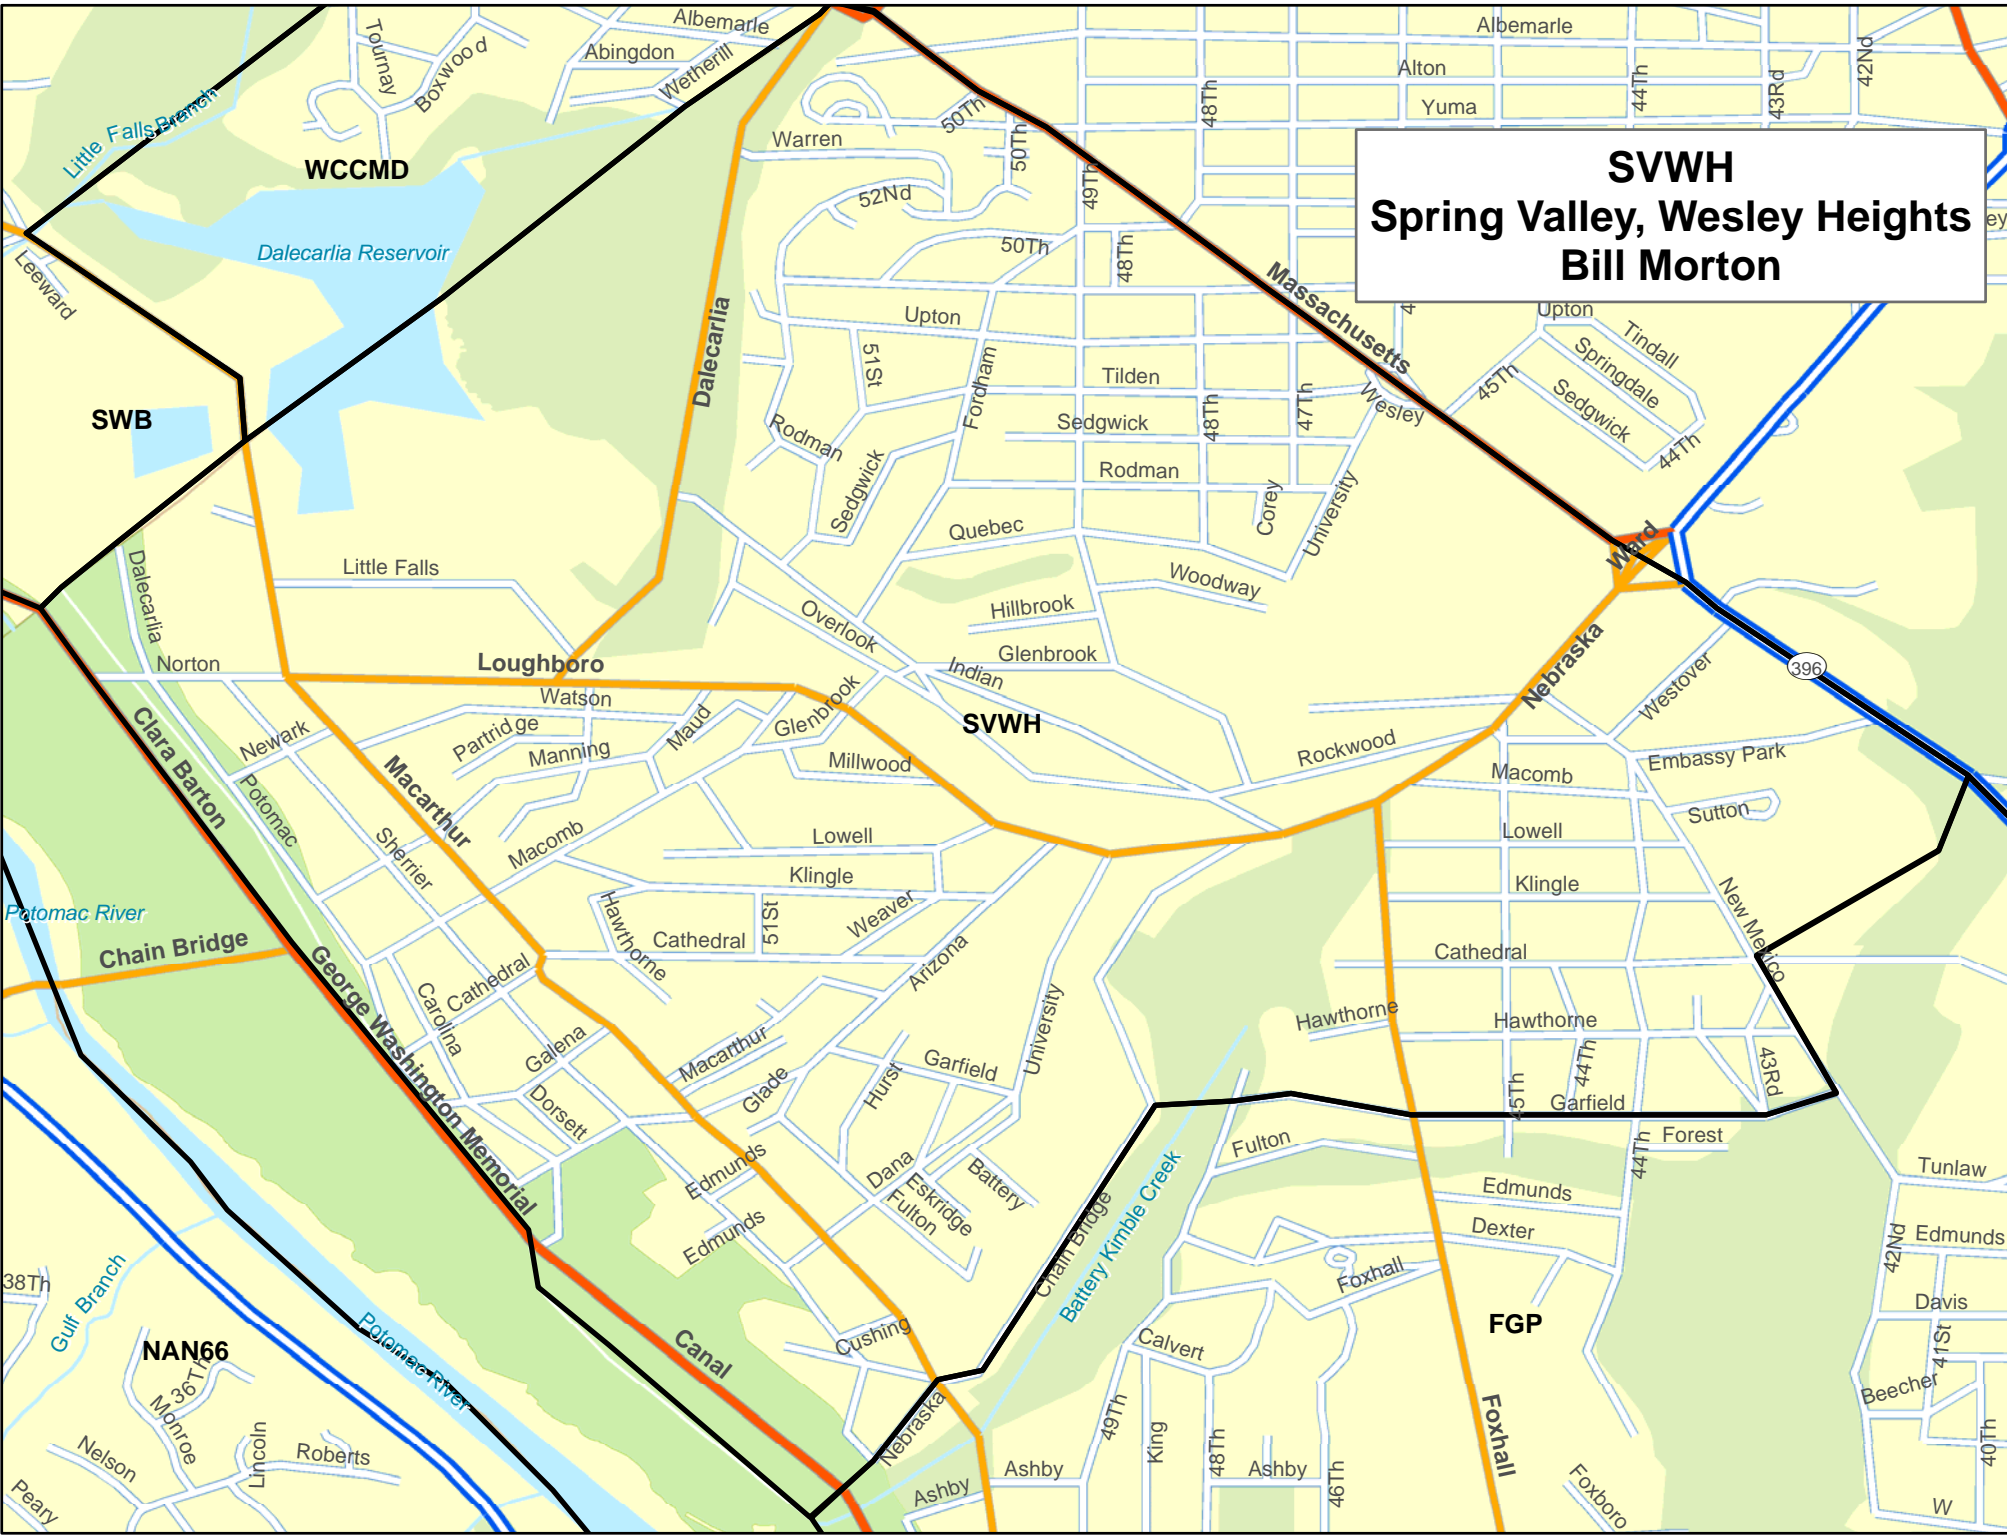 SVWH
Spring Valley, Wesley Heights
Bill Morton
Albemarle
Abingdon
Wetherill
Tournay
Boxwood
Albemarle
Alton
Yuma
48Th
44Th
43Rd
42Nd
Little Falls Branch
WCCMD
Warren
50Th
50Th
49Th
52Nd
50Th
48Th
Dalecarlia Reservoir
Leeward
Massachusetts
Upton
Tindall
Springdale
Sedgwick
45Th
44Th
Dalecarlia
Upton
51St
Fordham
Tilden
Wesley
47Th
48Th
Sedgwick
SWB
Rodman
Sedgwick
Rodman
Corey
University
Quebec
Ward
Woodway
Little Falls
Dalecarlia
Hillbrook
Overlook
Glenbrook
Indian
Nebraska
Westover
396
Norton
Loughboro
Watson
Partridge
Manning
Maud
Glenbrook
SVWH
Millwood
Rockwood
Embassy Park
Macomb
Sutton
Clara Barton
Newark
Potomac
Macarthur
Sherrier
Macomb
Lowell
Lowell
Klingle
Klingle
New Mexico
Hawthorne
51St
Weaver
Cathedral
Cathedral
Arizona
Potomac River
Chain Bridge
George Washington Memorial
Carolina
Cathedral
Galena
Dorsett
Macarthur
Glade
Hurst
Garfield
University
Hawthorne
Hawthorne
45Th
44Th
43Rd
Garfield
Fulton
Forest
44Th
Tunlaw
Edmunds
Edmunds
Dana
Eskridge
Fulton
Battery
Chain Bridge
Battery Kimble Creek
Edmunds
Dexter
42Nd
Edmunds
Foxhall
Davis
41St
Beecher
40Th
W
FGP
Calvert
49Th
King
48Th
46Th
Ashby
Ashby
Ashby
Foxhall
Foxboro
Cushing
Nebraska
Canal
Potomac River
Gulf Branch
38Th
NAN66
36Th
Monroe
Nelson
Lincoln
Roberts
Peary